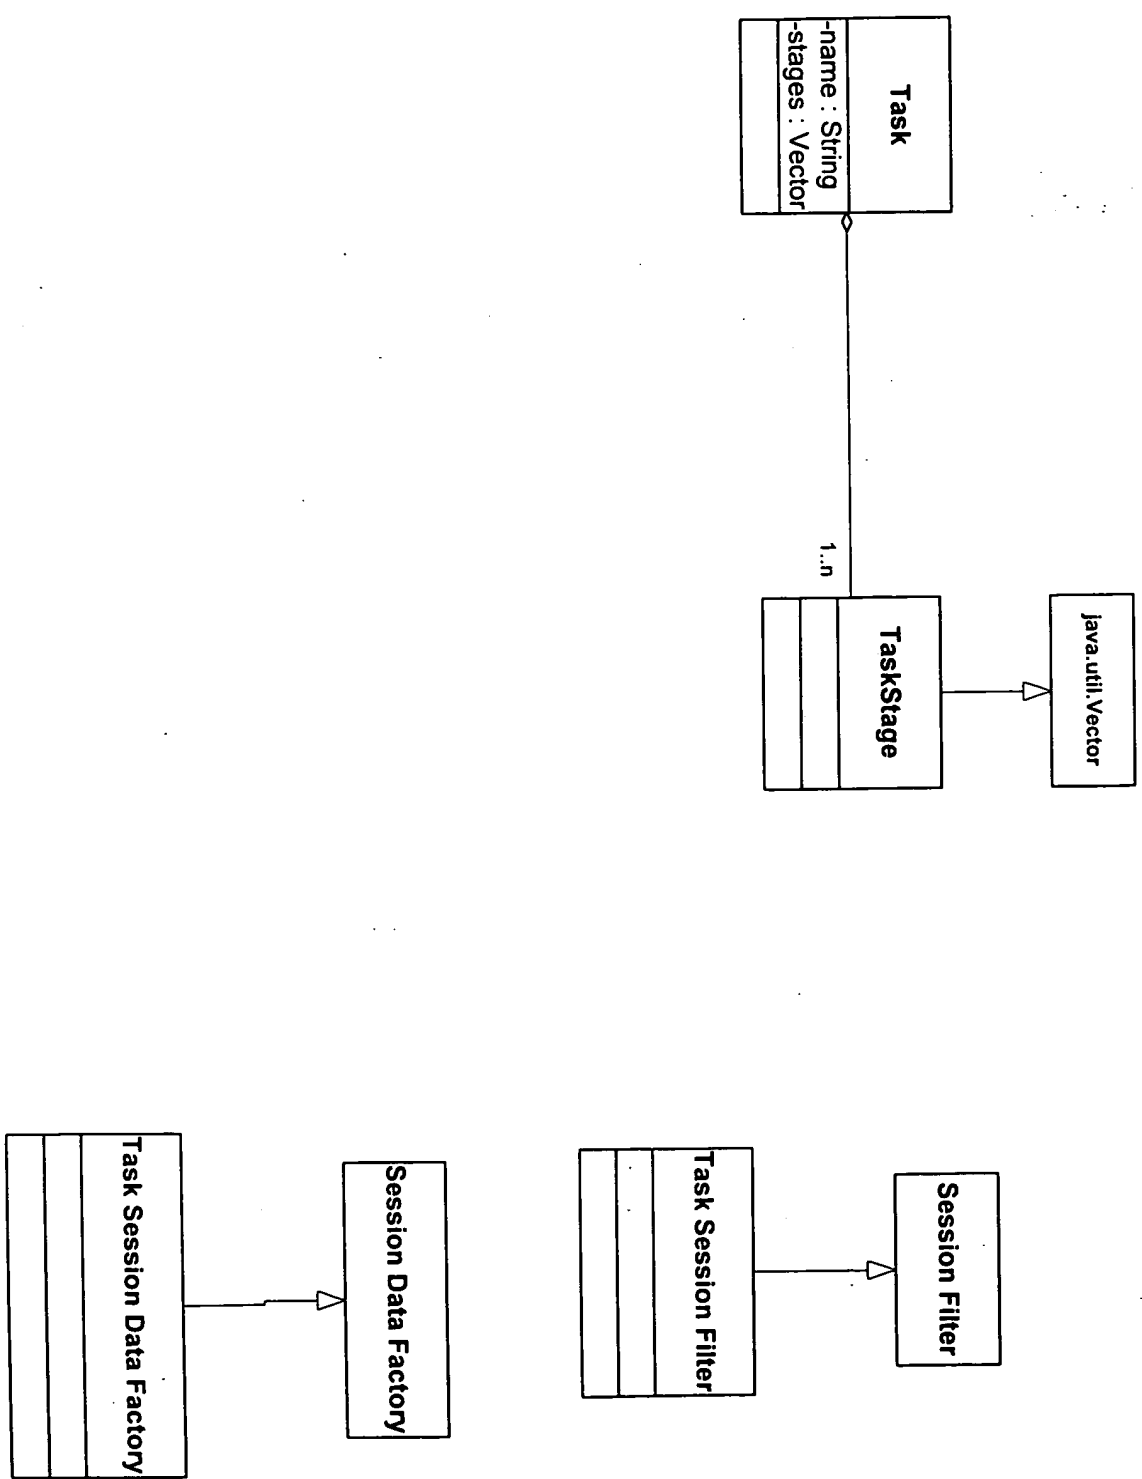 Task
-name : String
-stages : Vector
1..n
java.util.Vector
TaskStage
Session Filter
Task Session Filter
Session Data Factory
Task Session Data Factory